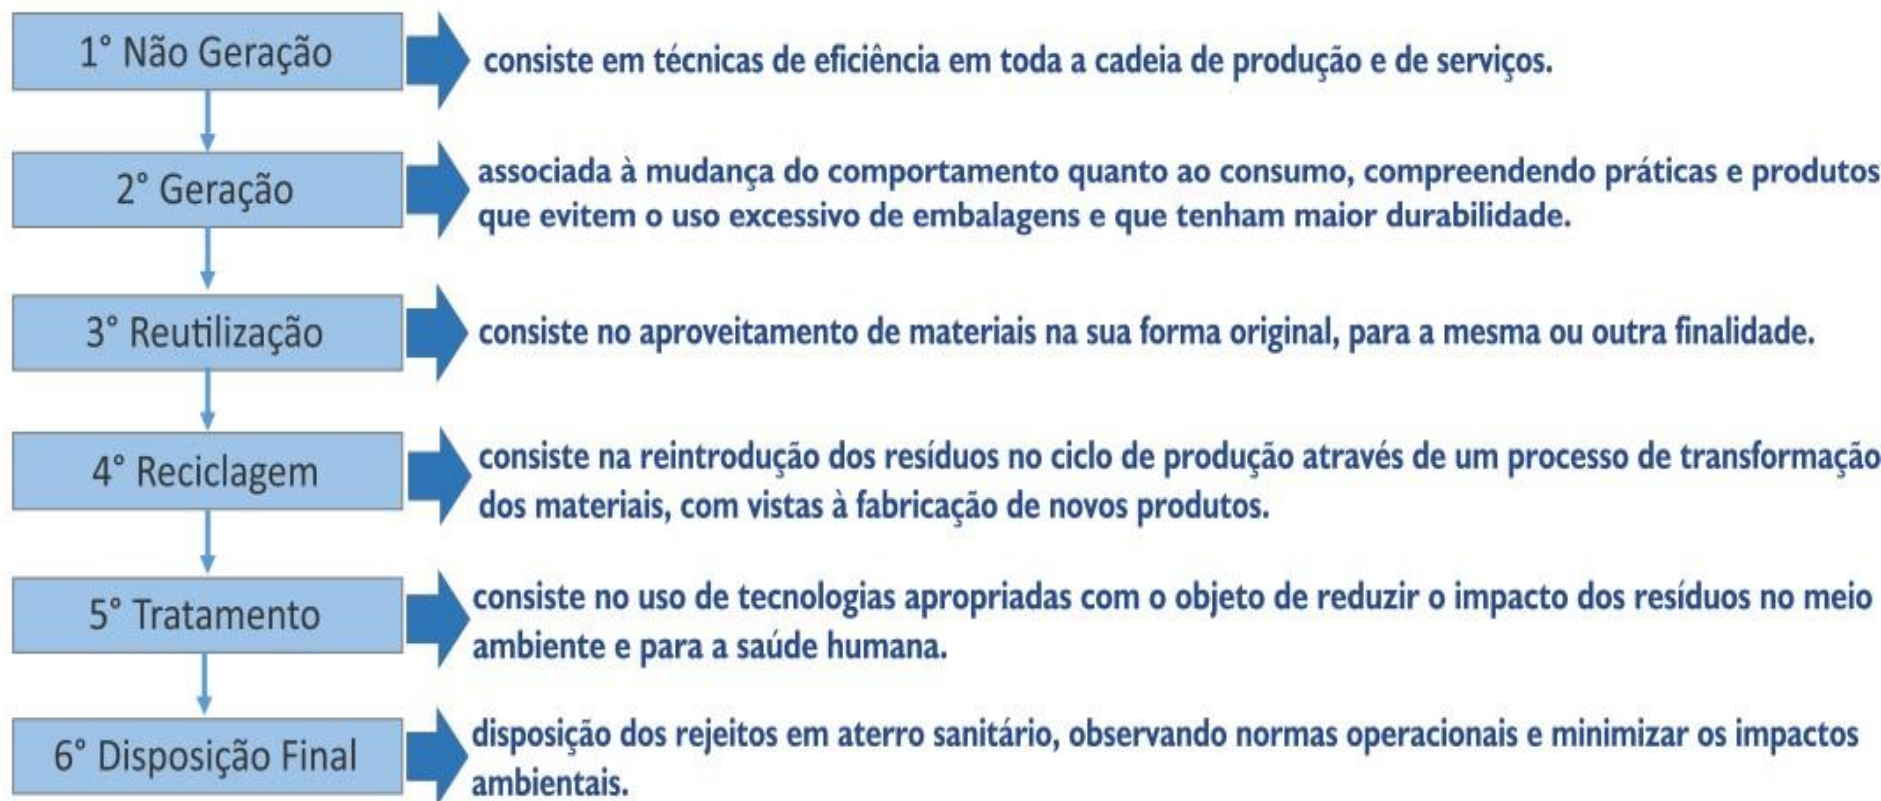 1° Não Geração
consiste em técnicas de eficiência em toda a cadeia de produção e de serviços.
2° Geração
associada à mudança do comportamento quanto ao consumo, compreendendo práticas e produtos
que evitem o uso excessivo de embalagens e que tenham maior durabilidade.
3° Reutilização
consiste no aproveitamento de materiais na sua forma original, para a mesma ou outra finalidade.
4° Reciclagem
consiste na reintrodução dos resíduos no ciclo de produção através de um processo de transformação
dos materiais, com vistas à fabricação de novos produtos.
5° Tratamento
consiste no uso de tecnologias apropriadas com o objeto de reduzir o impacto dos resíduos no meio
ambiente e para a saúde humana.
6° Disposição Final
disposição dos rejeitos em aterro sanitário, observando normas operacionais e minimizar os impactos
ambientais.